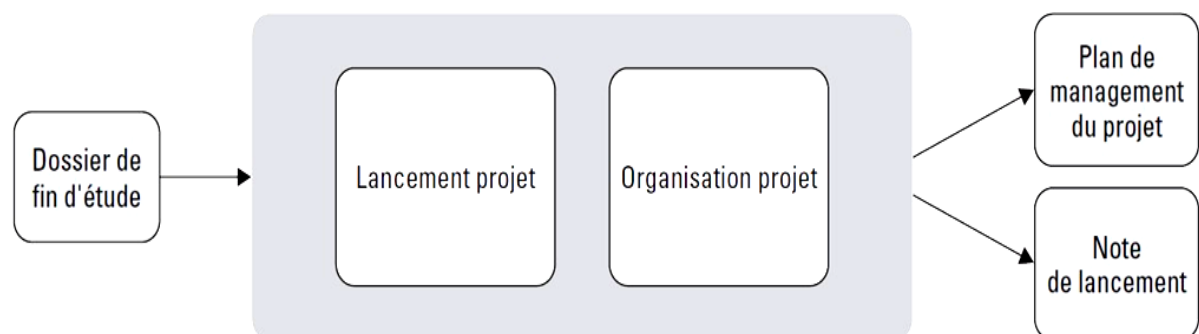 Dossier de
fin d'étude
Lancement projet
Organisation projet
Plan de
management
du projet
Note
de lancement